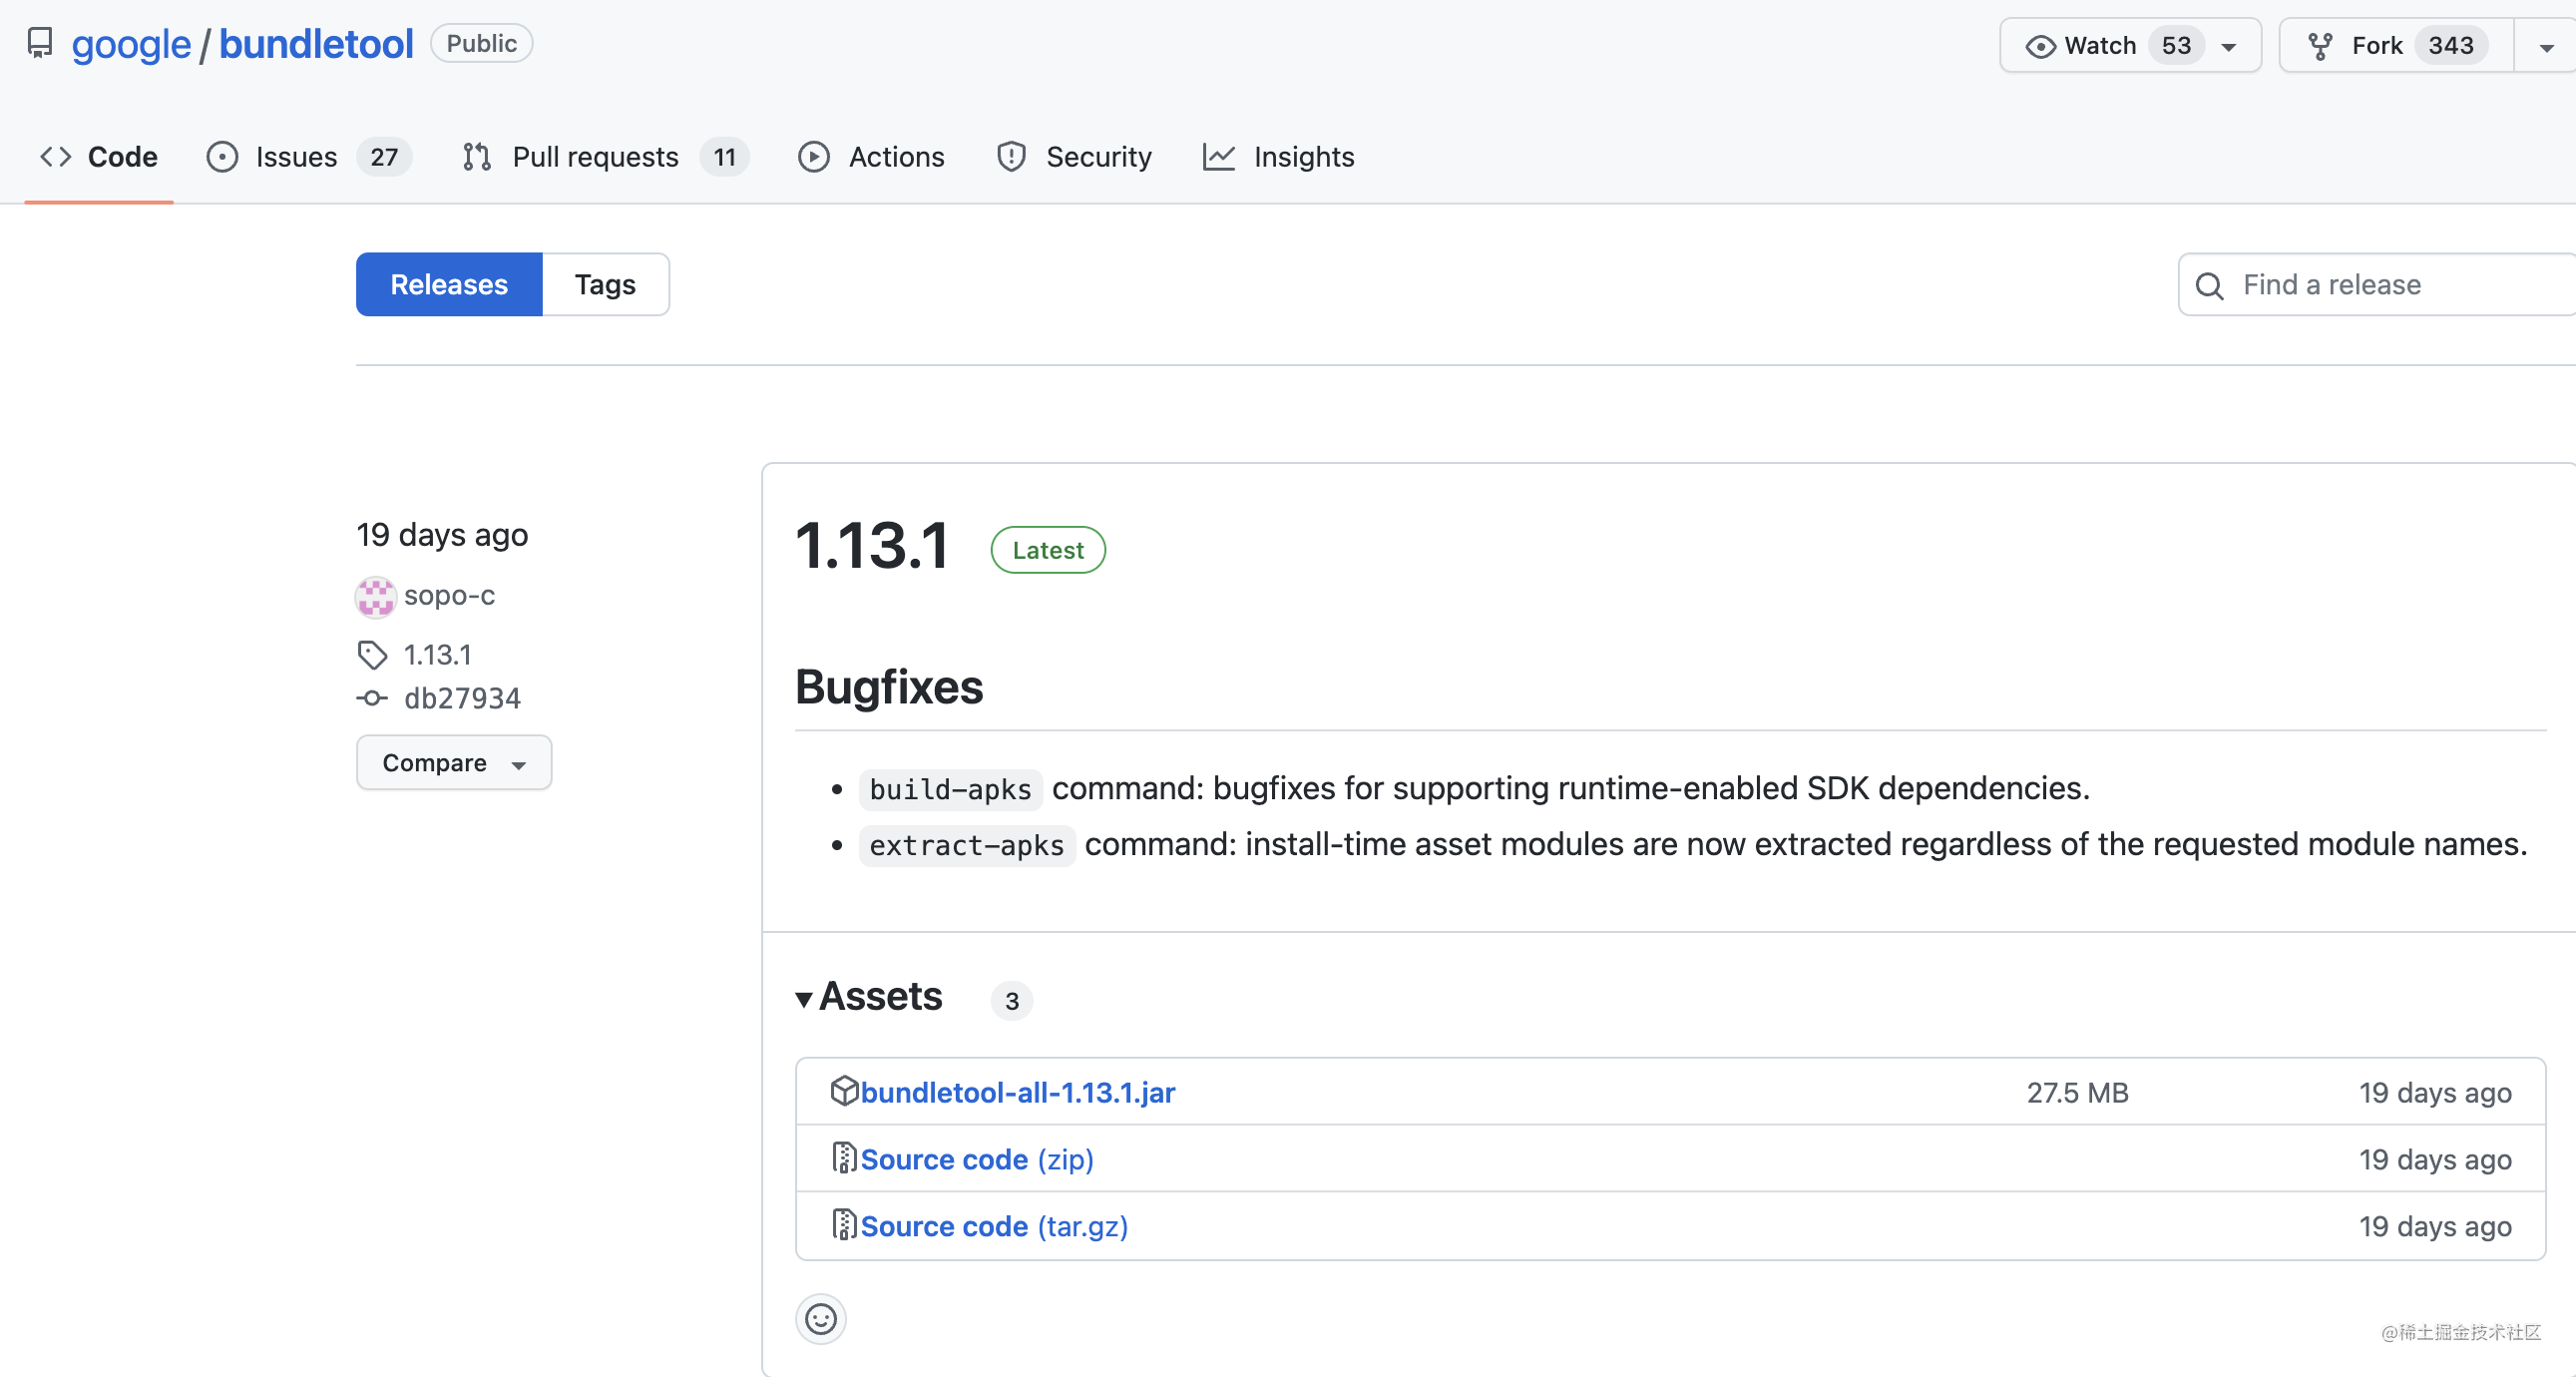 google / bundletool Public Watch 53 Fork 343
Code Issues 27 Pull requests 11 Actions Security Insights
Releases Tags Find a release
19 days ago
sopo-c
1.13.1
db27934
Compare
1.13.1 Latest
Bugfixes
• build-apks command: bugfixes for supporting runtime-enabled SDK dependencies.
• extract-apks command: install-time asset modules are now extracted regardless of the requested module names.
Assets 3
bundletool-all-1.13.1.jar 27.5 MB 19 days ago
Source code (zip) 19 days ago
Source code (tar.gz) 19 days ago
@稀土掘金技术社区